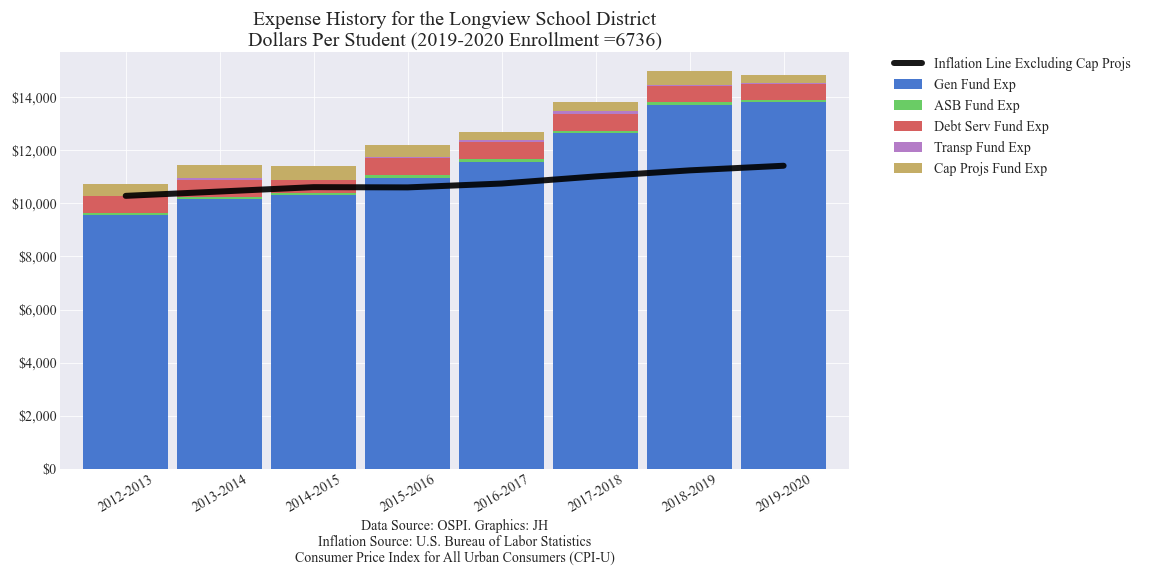 Expense History for the Longview School District
Dollars Per Student (2019-2020 Enrollment =6736)
Inflation Line Excluding Cap Projs
Gen Fund Exp
ASB Fund Exp
Debt Serv Fund Exp
Transp Fund Exp
Cap Projs Fund Exp
$14,000
$12,000
$10,000
$8,000
$6,000
$4,000
$2,000
$0
2012-2013
2013-2014
2014-2015
2015-2016
2016-2017
2017-2018
2018-2019
2019-2020
Data Source: OSPI. Graphics: JH
Inflation Source: U.S. Bureau of Labor Statistics
Consumer Price Index for All Urban Consumers (CPI-U)